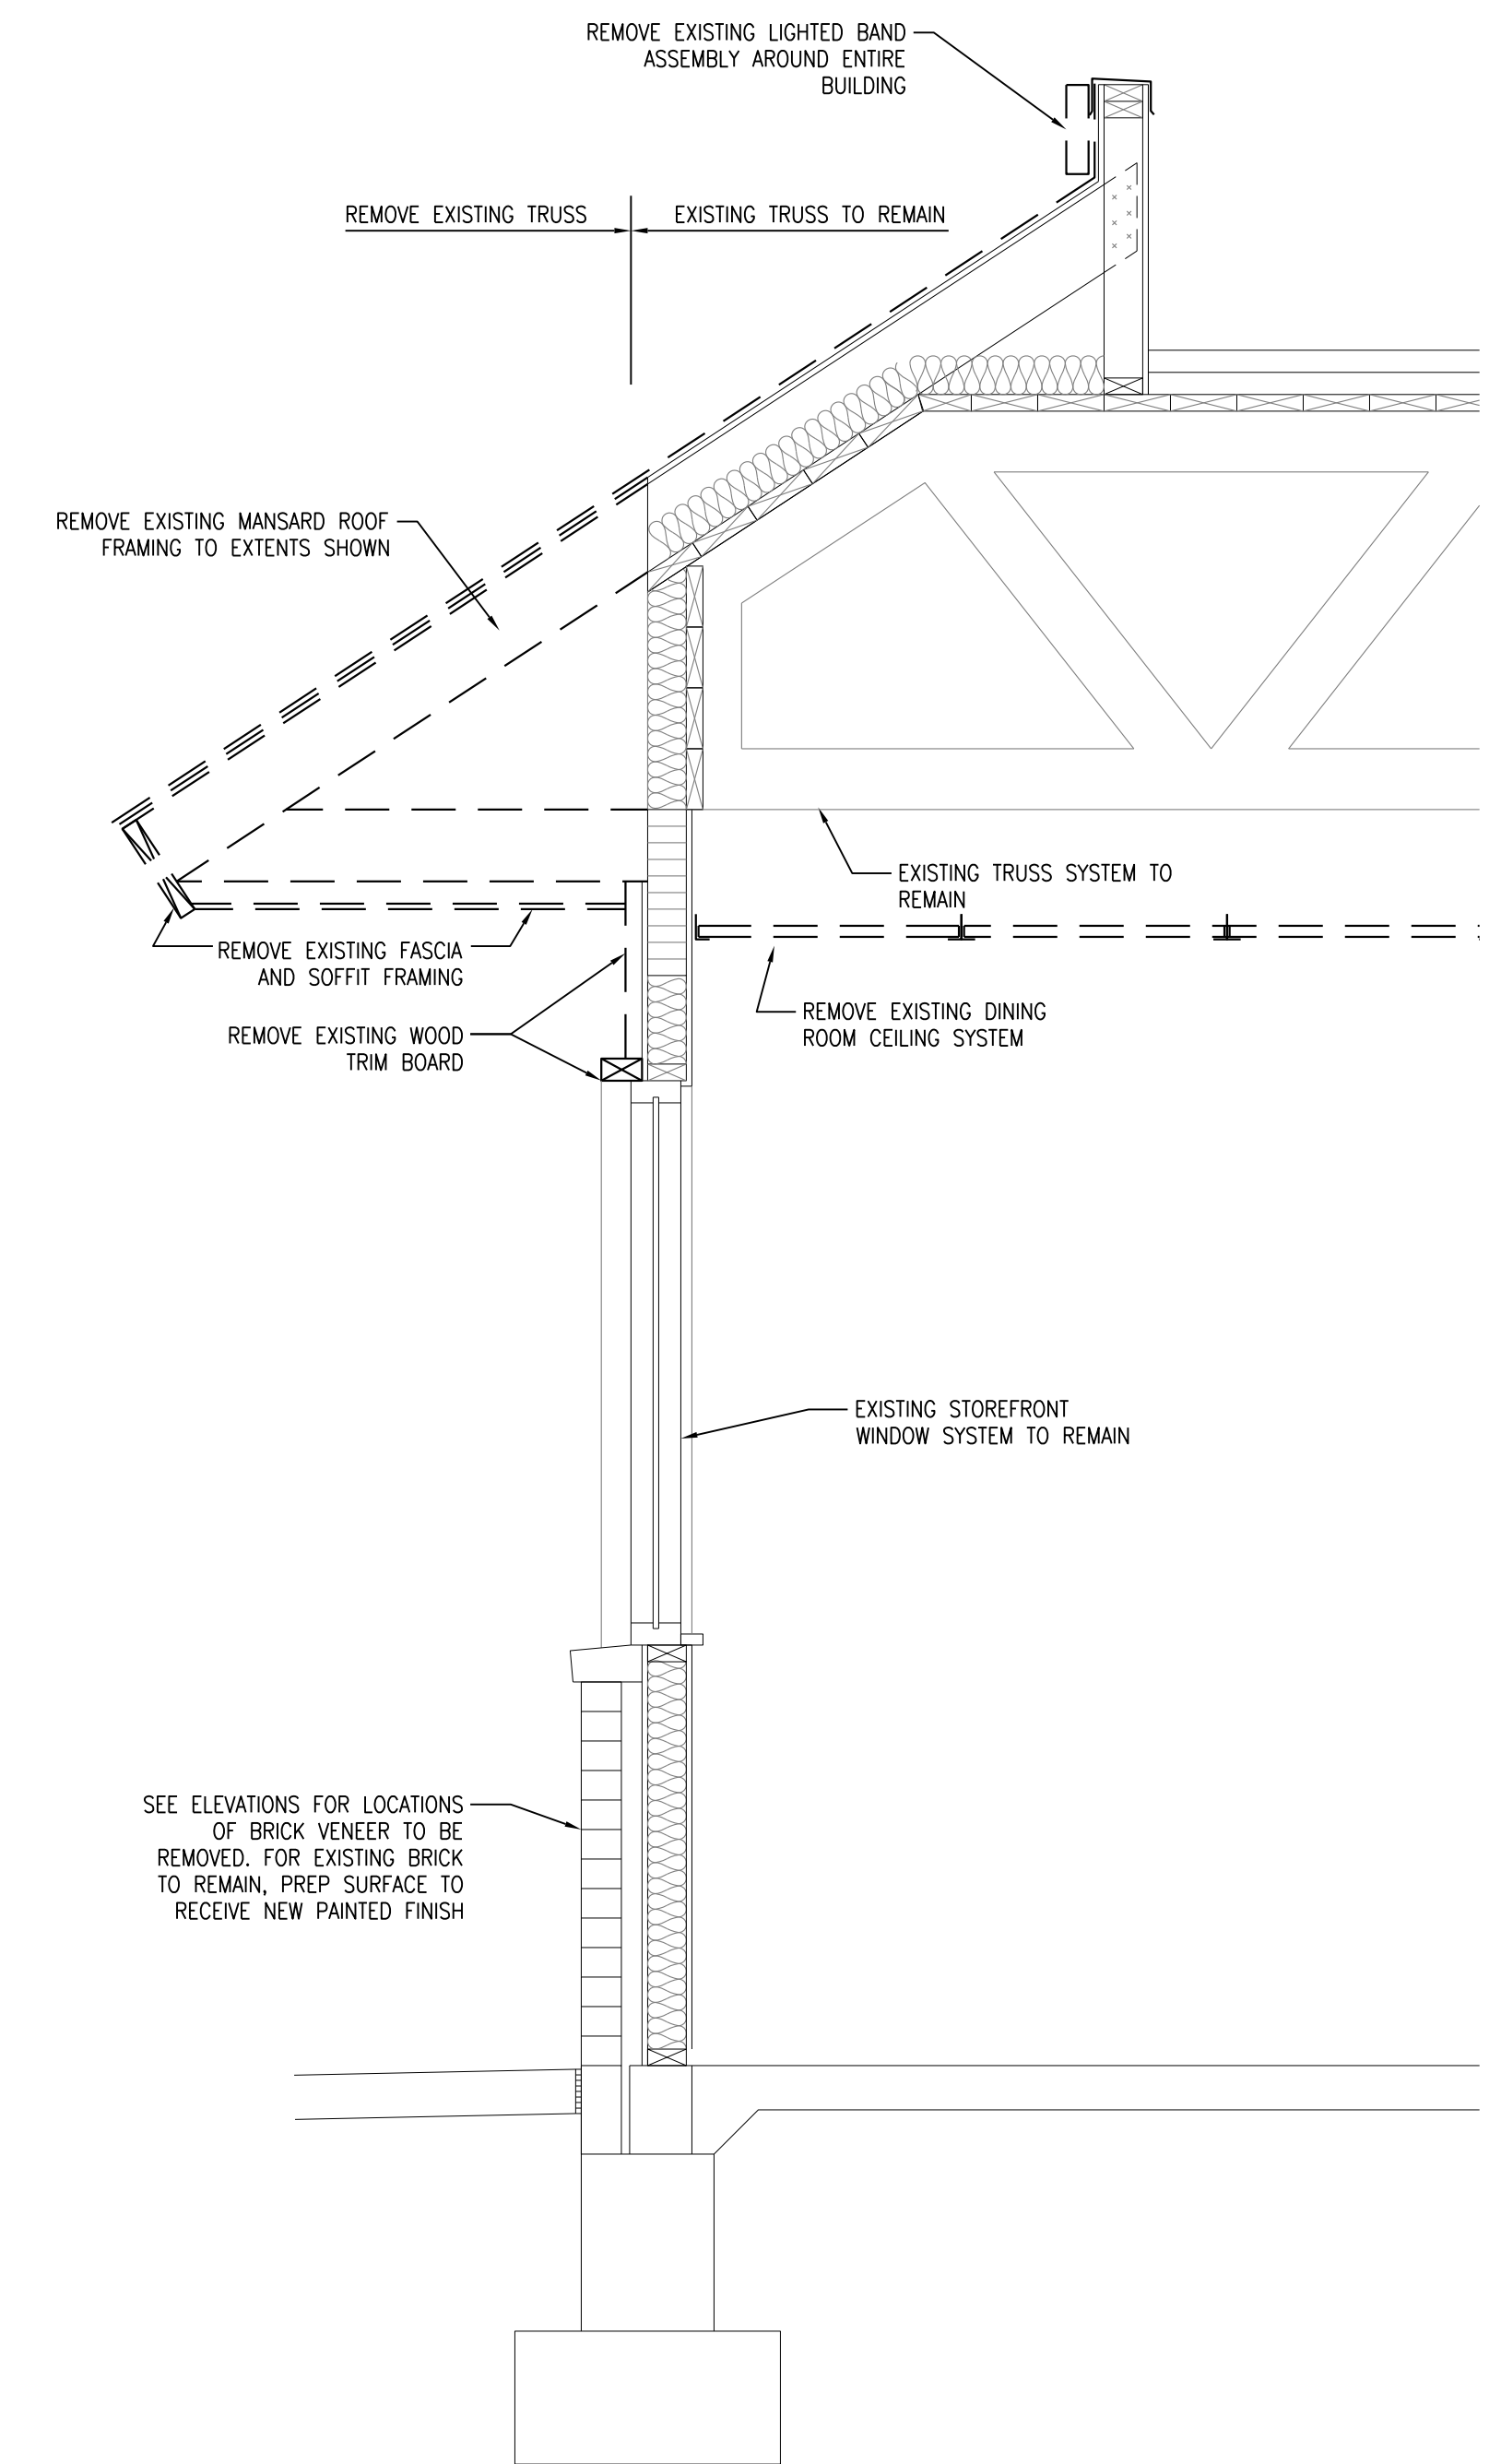 REMOVE EXISTING LIGHTED BAND
ASSEMBLY AROUND ENTIRE
BUILDING
REMOVE EXISTING TRUSS
EXISTING TRUSS TO REMAIN
REMOVE EXISTING MANSARD ROOF
FRAMING TO EXTENTS SHOWN
EXISTING TRUSS SYSTEM TO
REMAIN
REMOVE EXISTING FASCIA
AND SOFFIT FRAMING
REMOVE EXISTING DINING
ROOM CEILING SYSTEM
REMOVE EXISTING WOOD
TRIM BOARD
EXISTING STOREFRONT
WINDOW SYSTEM TO REMAIN
SEE ELEVATIONS FOR LOCATIONS
OF BRICK VENEER TO BE
REMOVED. FOR EXISTING BRICK
TO REMAIN, PREP SURFACE TO
RECEIVE NEW PAINTED FINISH